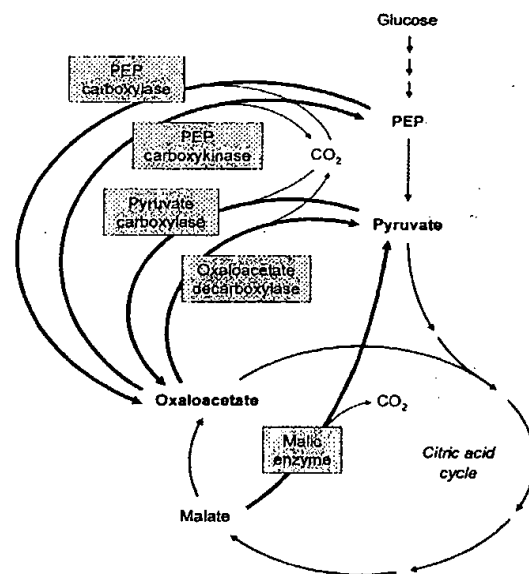 Glucose
PEP
carboxylase
PEP
PEP
carboxykinase
CO2
Pyruvate
carboxylase
Pyruvate
Oxaloacetate
decarboxylase
Oxaloacetate
CO2
Malic
enzyme
Citric acid
cycle
Malate